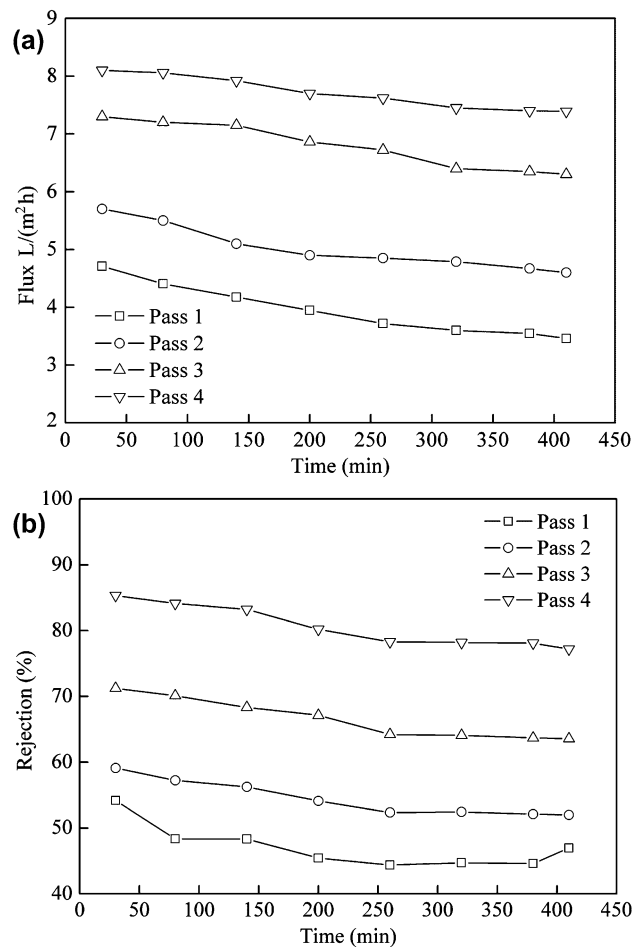 (a)
9
8
7
6
5
4
3
2
Flux L/(m²h)
Pass 1
Pass 2
Pass 3
Pass 4
0 50 100 150 200 250 300 350 400 450
Time (min)
(b)
100
90
80
70
60
50
40
Rejection (%)
Pass 1
Pass 2
Pass 3
Pass 4
0 50 100 150 200 250 300 350 400 450
Time (min)